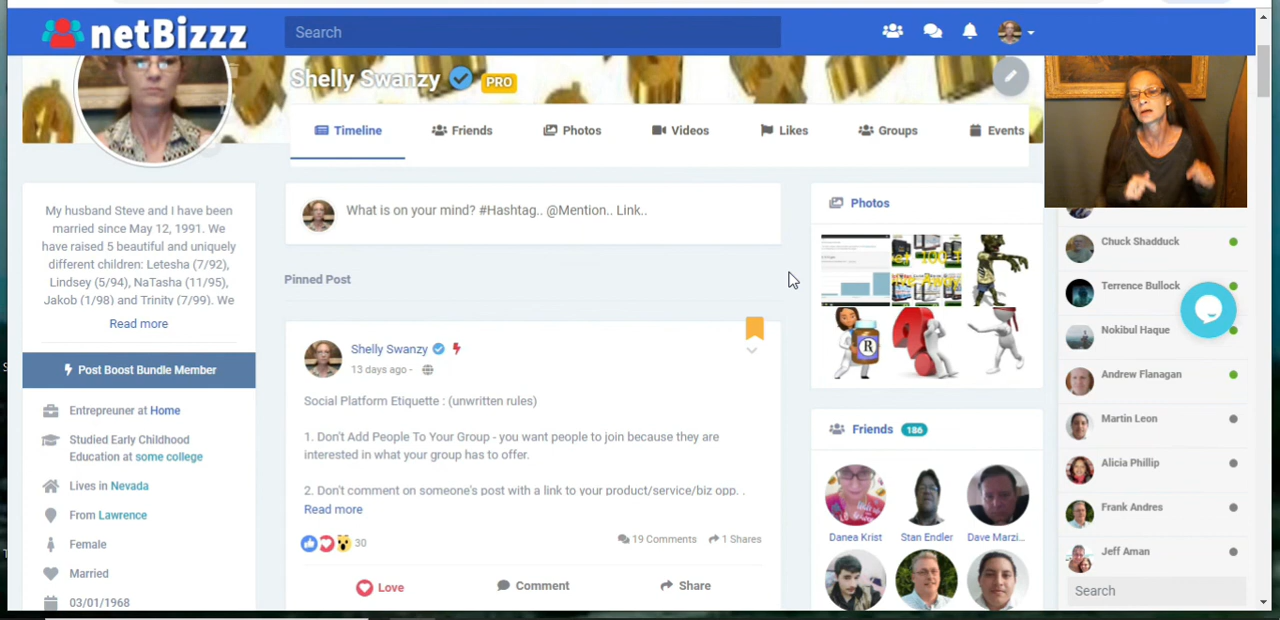 netBizzz
Search
Shelly Swanzy
PRO
Timeline
Friends
Photos
Videos
Likes
Groups
Events
My husband Steve and I have been
married since May 12, 1991. We
have raised 5 beautiful and uniquely
different children: Letesha (7/92),
Lindsey (5/94), NaTasha (11/95),
Jakob (1/98) and Trinity (7/99). We
Read more
Post Boost Bundle Member
Entrepreuner at Home
Studied Early Childhood
Education at some college
Lives in Nevada
From Lawrence
Female
Married
03/01/1968
What is on your mind? #Hashtag.. @Mention.. Link..
Pinned Post
Shelly Swanzy
13 days ago -
Social Platform Etiquette : (unwritten rules)
1. Don't Add People To Your Group - you want people to join because they are
interested in what your group has to offer.
2. Don't comment on someone's post with a link to your product/service/biz opp. .
Read more
30
19 Comments
1 Shares
Love
Comment
Share
Photos
R
Friends 186
Danea Krist
Stan Endler
Dave Marzi...
Chuck Shadduck
Terrence Bullock
Nokibul Haque
Andrew Flanagan
Martin Leon
Alicia Phillip
Frank Andres
Jeff Aman
Search